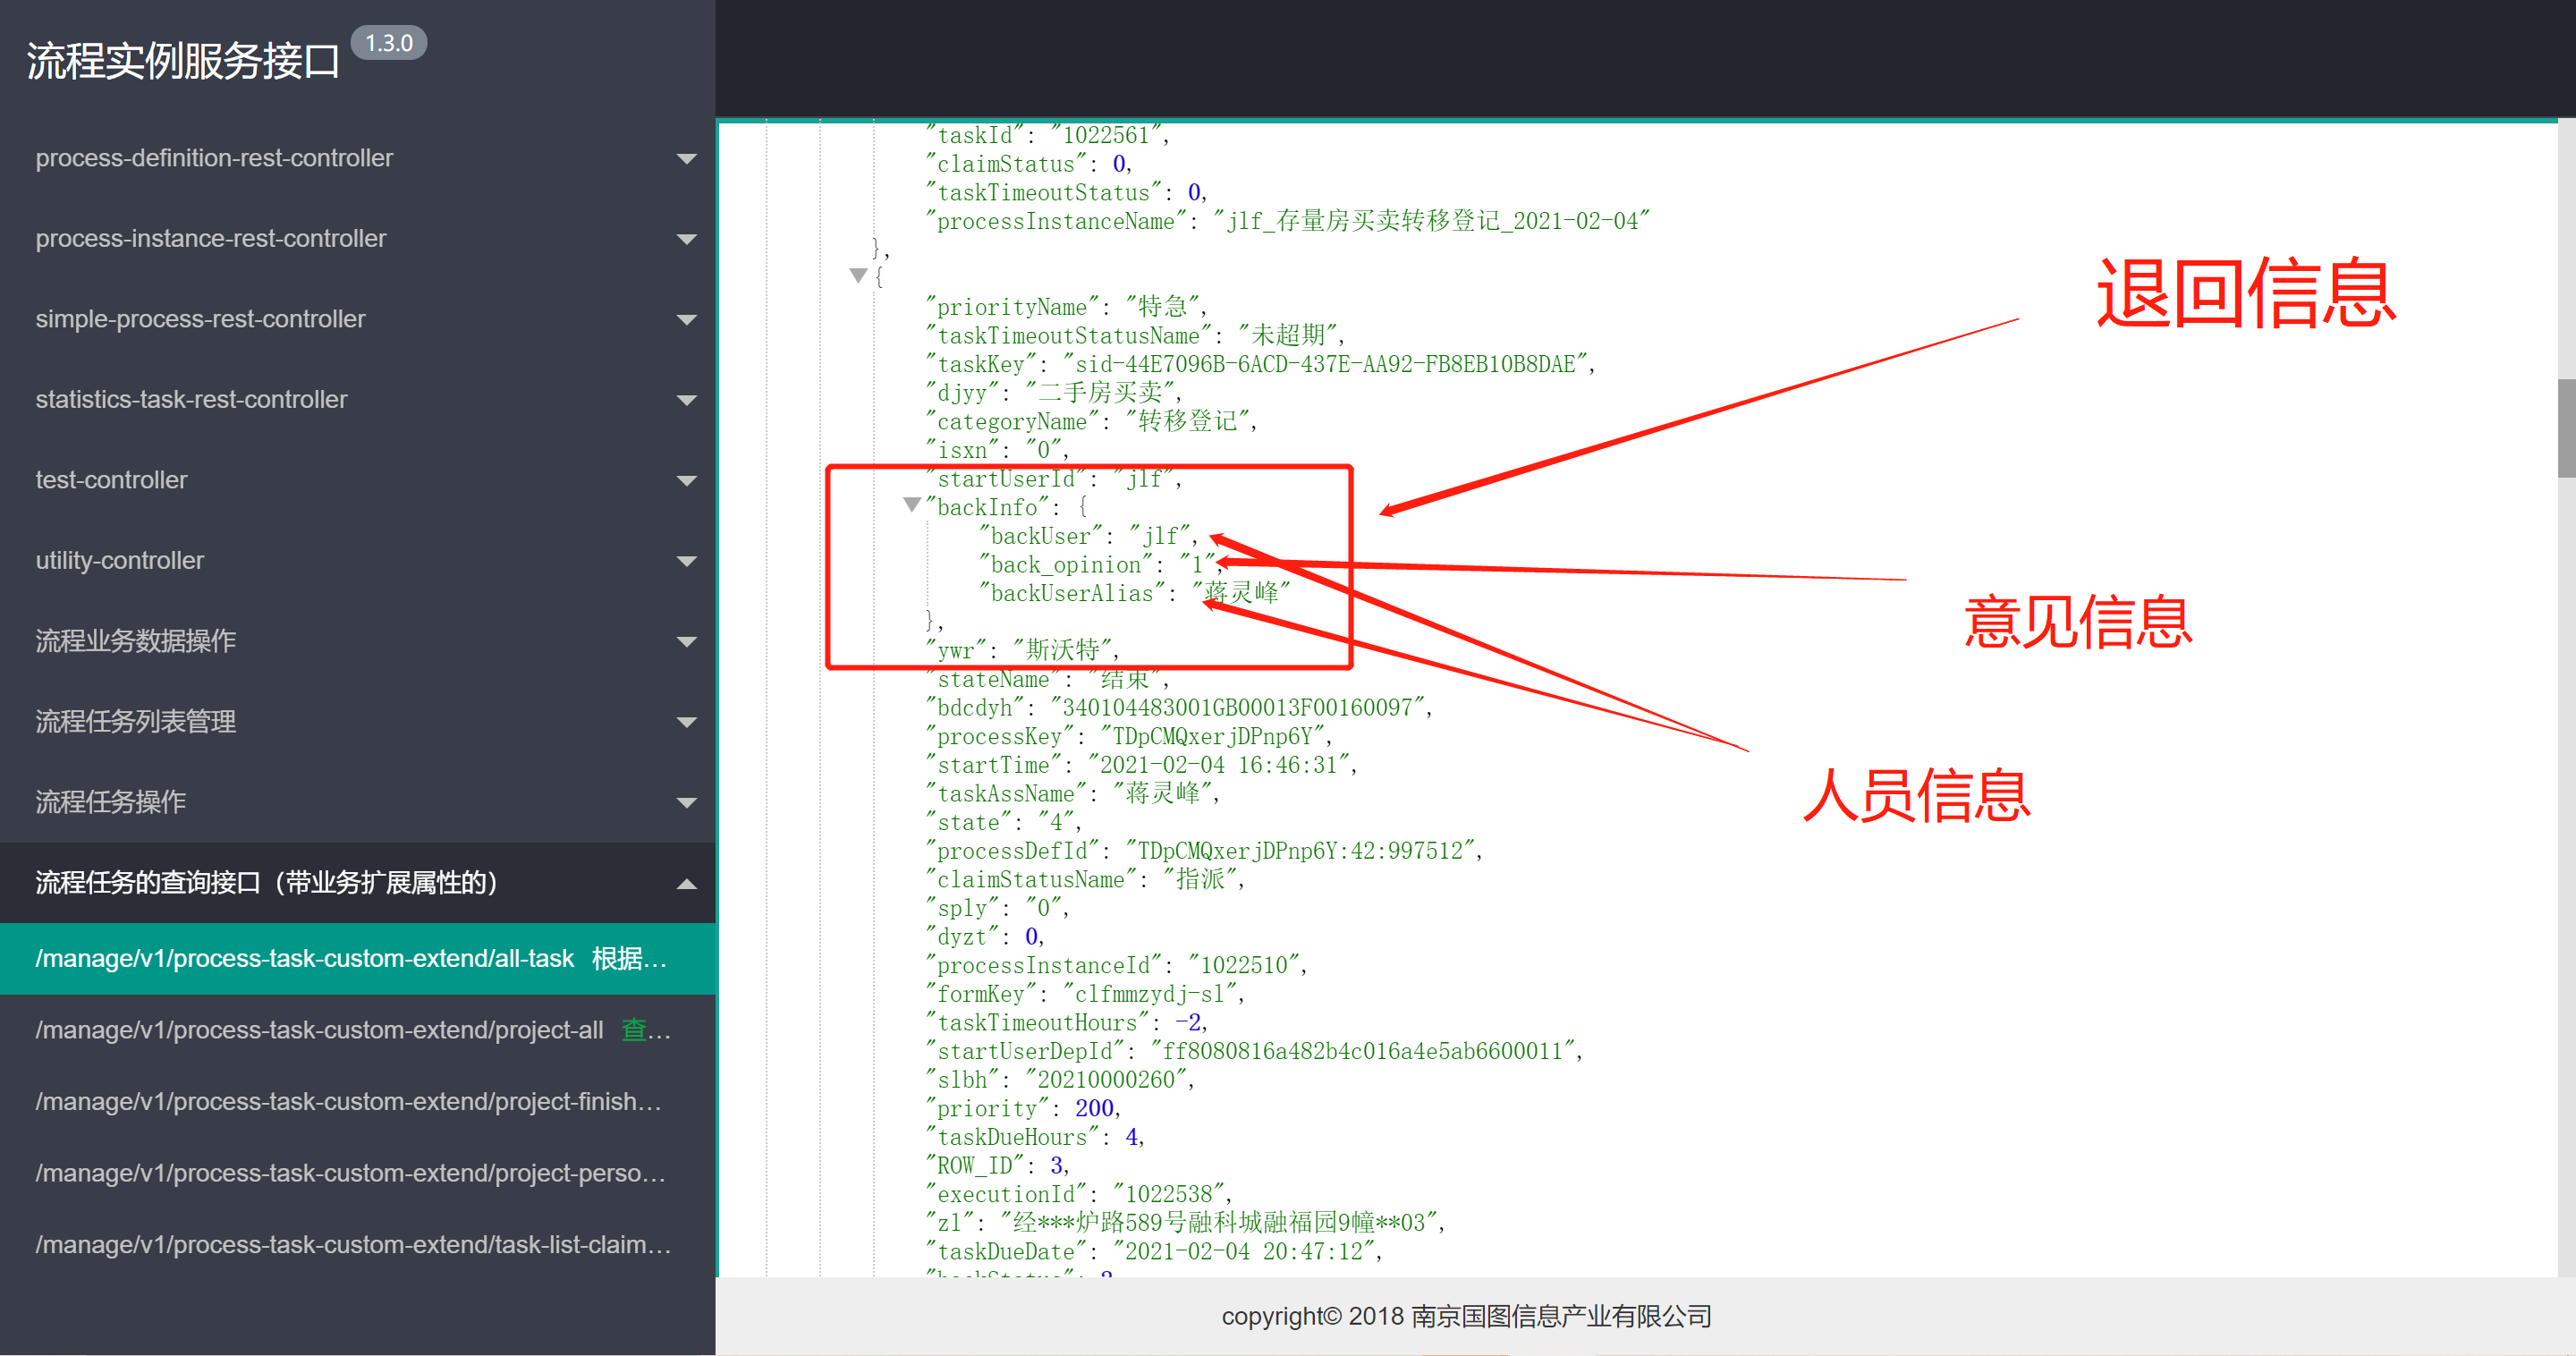 流程实例服务接口 1.3.0
process-definition-rest-controller
process-instance-rest-controller
simple-process-rest-controller
statistics-task-rest-controller
test-controller
utility-controller
流程业务数据操作
流程任务列表管理
流程任务操作
流程任务的查询接口（带业务扩展属性的）
/manage/v1/process-task-custom-extend/all-task 根据...
/manage/v1/process-task-custom-extend/project-all 查...
/manage/v1/process-task-custom-extend/project-finish...
/manage/v1/process-task-custom-extend/project-perso...
/manage/v1/process-task-custom-extend/task-list-claim...
"taskId": "1022561",
"claimStatus": 0,
"taskTimeoutStatus": 0,
"processInstanceName": "jlf_存量房买卖转移登记_2021-02-04"
},
{
"priorityName": "特急",
"taskTimeoutStatusName": "未超期",
"taskKey": "sid-44E7096B-6ACD-437E-AA92-FB8EB10B8DAE",
"djyy": "二手房买卖",
"categoryName": "转移登记",
"isxn": "0",
"startUserId": "jlf",
"backInfo": {
"backUser": "jlf",
"back_opinion": "1",
"backUserAlias": "蒋灵峰"
},
"ywr": "斯沃特",
"stateName": "结束",
"bdcdyh": "340104483001GB00013F00160097",
"processKey": "TDpCMQxerjDPnp6Y",
"startTime": "2021-02-04 16:46:31",
"taskAssName": "蒋灵峰",
"state": "4",
"processDefId": "TDpCMQxerjDPnp6Y:42:997512",
"claimStatusName": "指派",
"sply": "0",
"dyzt": 0,
"processInstanceId": "1022510",
"formKey": "clfmmzydj-sl",
"taskTimeoutHours": -2,
"startUserDepId": "ff8080816a482b4c016a4e5ab6600011",
"slbh": "20210000260",
"priority": 200,
"taskDueHours": 4,
"ROW_ID": 3,
"executionId": "1022538",
"zl": "经***炉路589号融科城融福园9幢**03",
"taskDueDate": "2021-02-04 20:47:12",
退回信息
意见信息
人员信息
copyright© 2018 南京国图信息产业有限公司